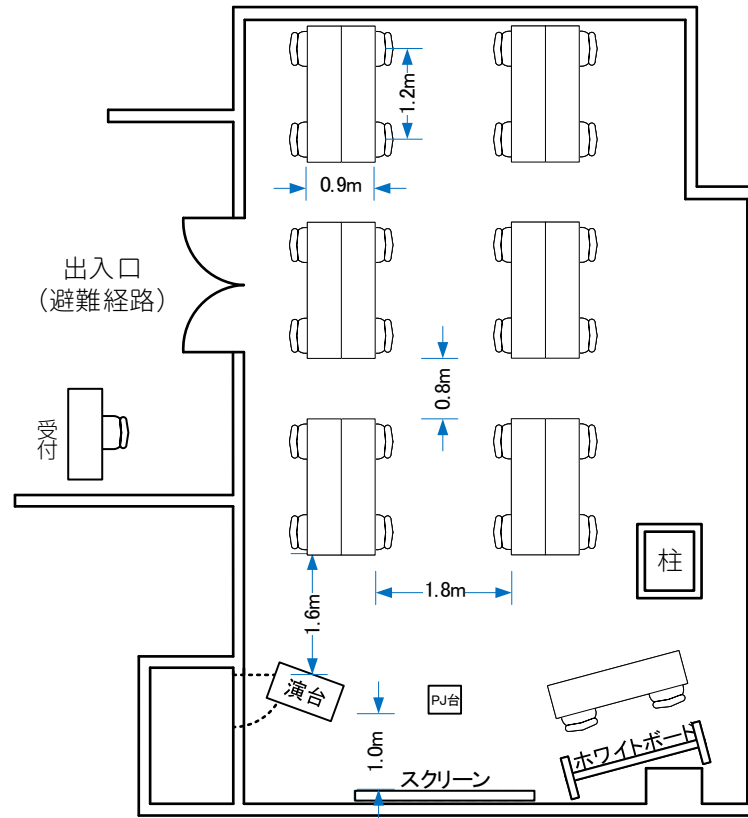 1.2m
0.9m
出入口
(避難経路)
0.8m
受付
柱
1.8m
1.6m
演台
PJ台
1.0m
スクリーン
ホワイトボード